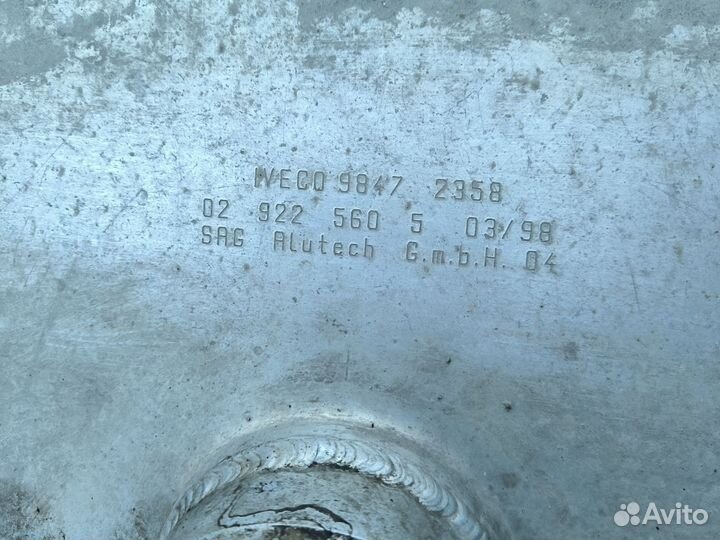 IVECO 9847 2358
02 922 560 5 03/98
SAG Alutech G.m.b.H. 04
Avito